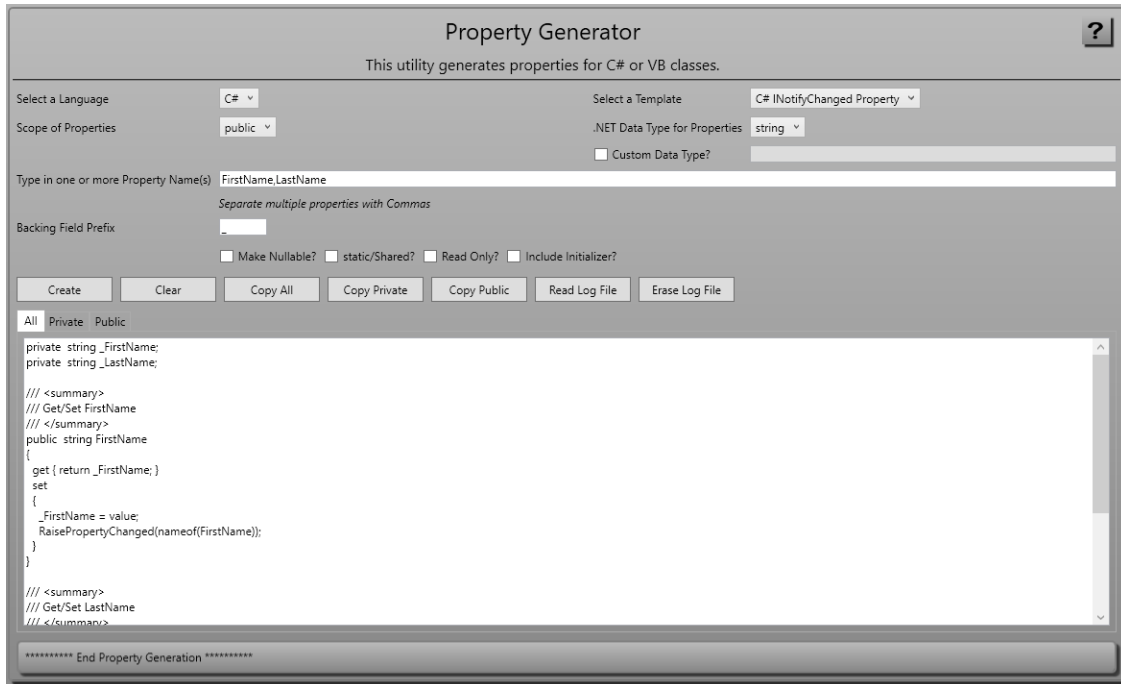 Property Generator
?
This utility generates properties for C# or VB classes.
Select a Language C# Select a Template C# INotifyChanged Property
Scope of Properties public .NET Data Type for Properties string
Custom Data Type?
Type in one or more Property Name(s) FirstName,LastName
Separate multiple properties with Commas
Backing Field Prefix _
Make Nullable? static/Shared? Read Only? Include Initializer?
Create Clear Copy All Copy Private Copy Public Read Log File Erase Log File
All Private Public
private  string _FirstName;
private  string _LastName;
/// <summary>
/// Get/Set FirstName
/// </summary>
public  string FirstName
{
get { return _FirstName; }
set
{
_FirstName = value;
RaisePropertyChanged(nameof(FirstName));
}
}
/// <summary>
/// Get/Set LastName
/// </summary>
********** End Property Generation **********